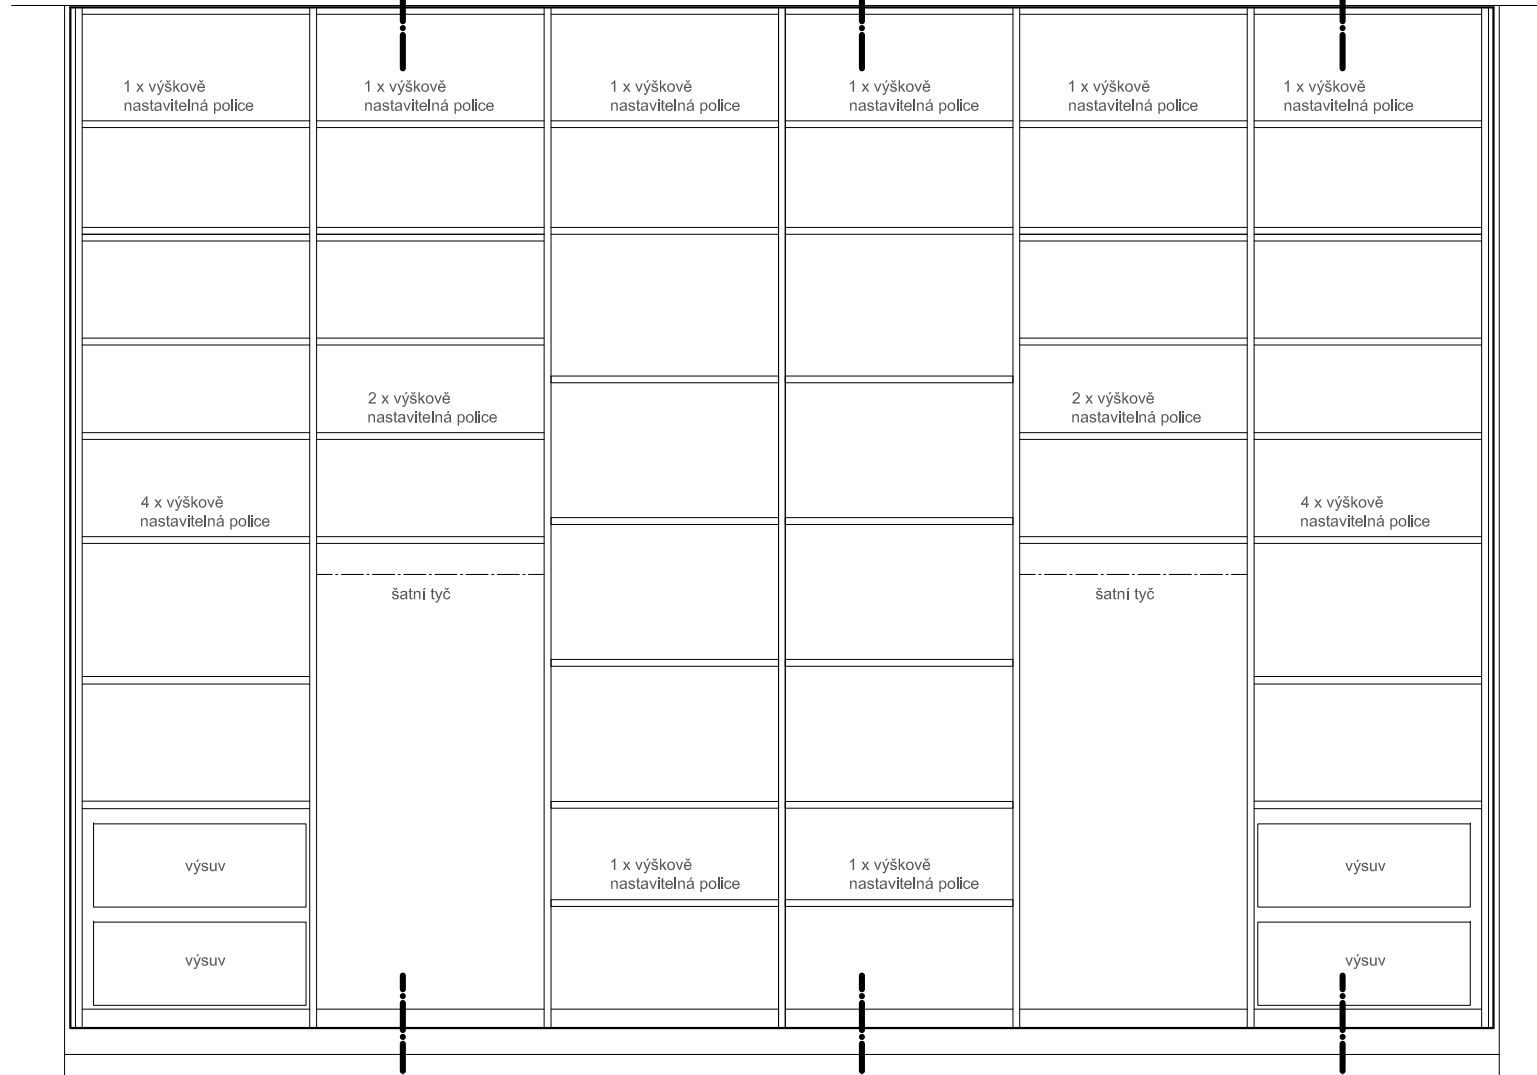 1 x výškově
nastavitelná police
1 x výškově
nastavitelná police
1 x výškově
nastavitelná police
1 x výškově
nastavitelná police
1 x výškově
nastavitelná police
1 x výškově
nastavitelná police
2 x výškově
nastavitelná police
2 x výškově
nastavitelná police
4 x výškově
nastavitelná police
4 x výškově
nastavitelná police
šatní tyč
šatní tyč
výsuv
1 x výškově
nastavitelná police
1 x výškově
nastavitelná police
výsuv
výsuv
výsuv